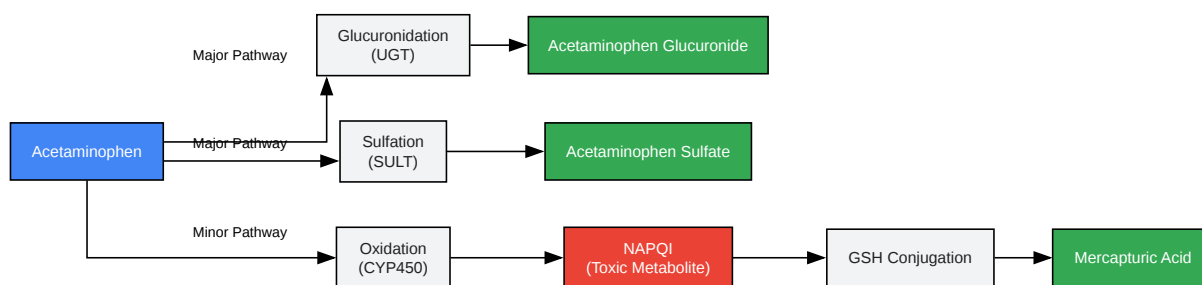 Major Pathway
Glucuronidation
(UGT)
Acetaminophen Glucuronide
Acetaminophen
Major Pathway
Sulfation
(SULT)
Acetaminophen Sulfate
Minor Pathway
Oxidation
(CYP450)
NAPQI
(Toxic Metabolite)
GSH Conjugation
Mercapturic Acid